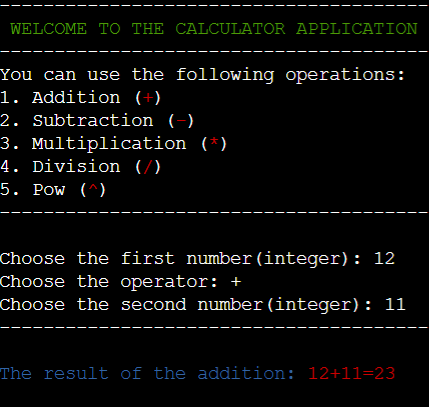 ---------------------------------------
WELCOME TO THE CALCULATOR APPLICATION
---------------------------------------
You can use the following operations:
1. Addition (+)
2. Subtraction (-)
3. Multiplication (*)
4. Division (/)
5. Pow (^)
---------------------------------------
Choose the first number(integer): 12
Choose the operator: +
Choose the second number(integer): 11
---------------------------------------
The result of the addition: 12+11=23